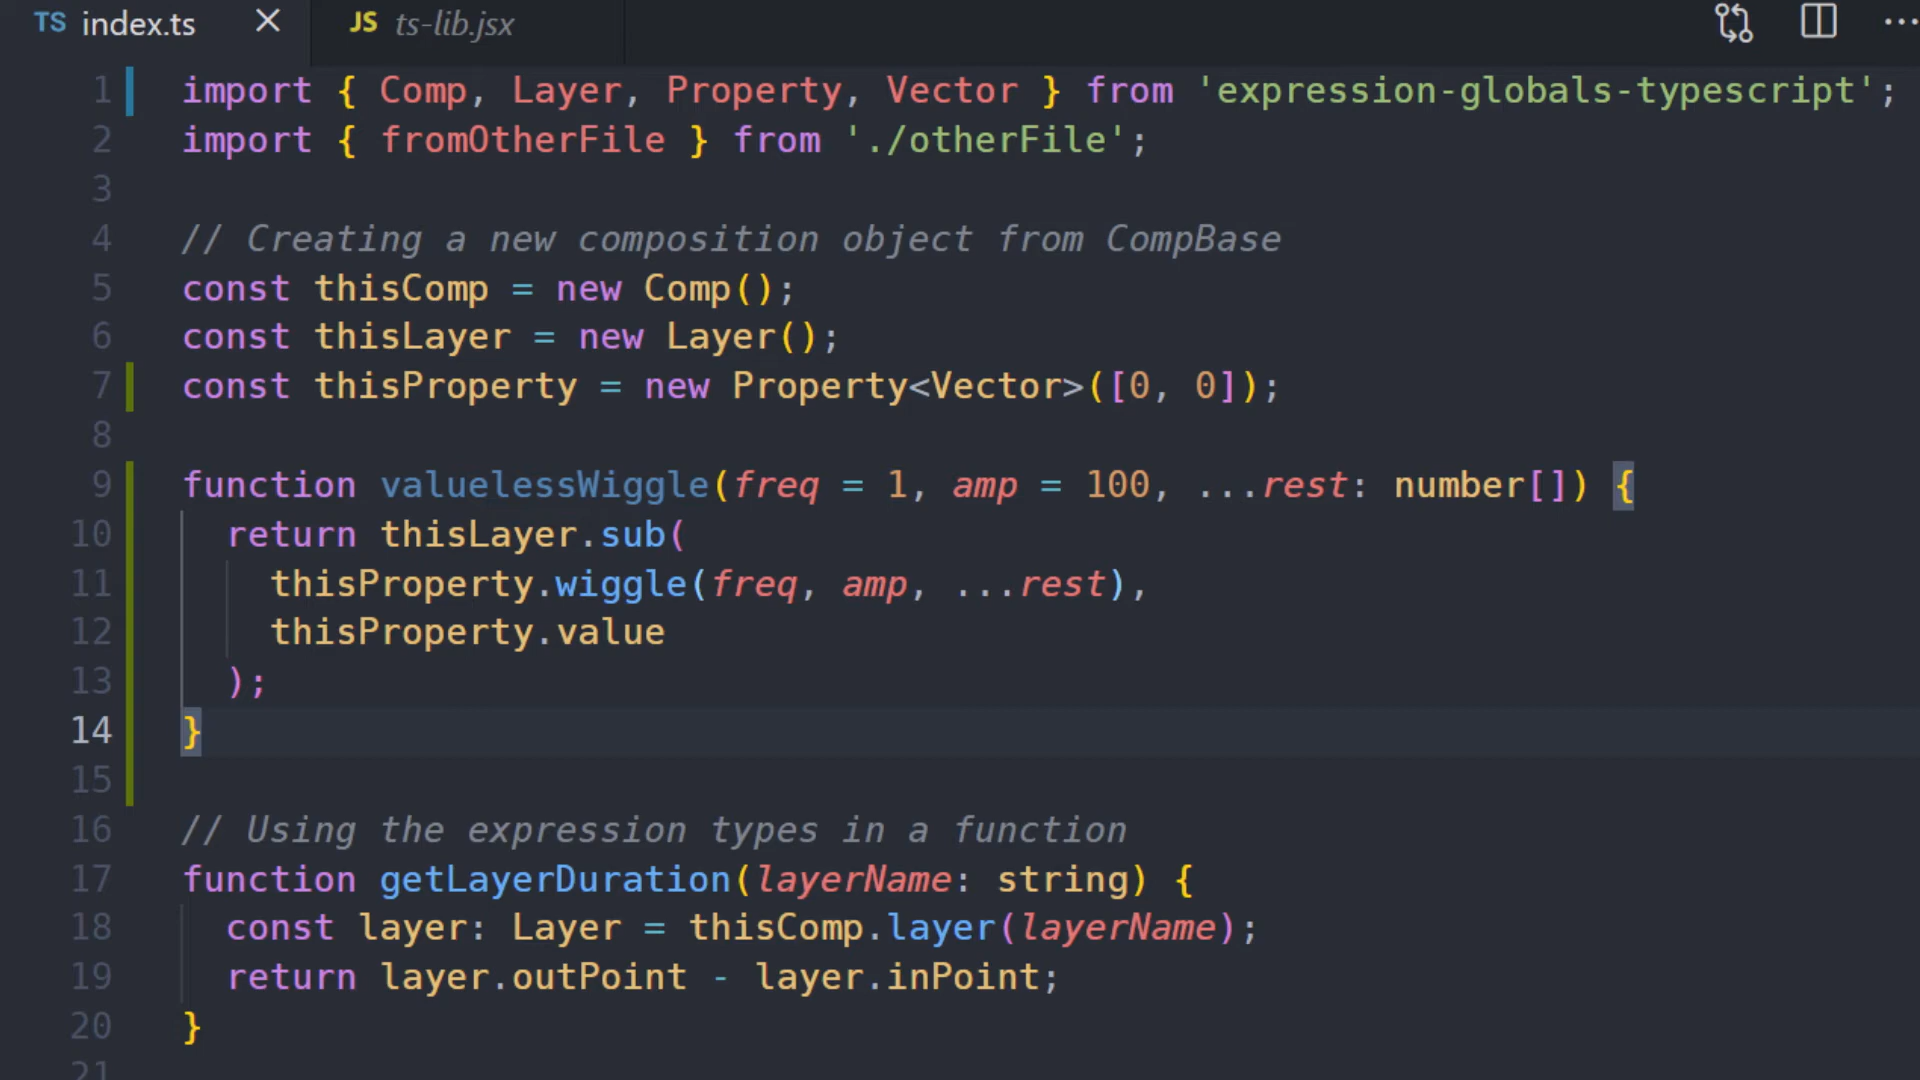 TS index.ts × JS ts-lib.jsx ...
1 import { Comp, Layer, Property, Vector } from 'expression-globals-typescript';
2 import { fromOtherFile } from './otherFile';
3
4 // Creating a new composition object from CompBase
5 const thisComp = new Comp();
6 const thisLayer = new Layer();
7 const thisProperty = new Property<Vector>([0, 0]);
8
9 function valuelessWiggle(freq = 1, amp = 100, ...rest: number[]) {
10   return thisLayer.sub(
11     thisProperty.wiggle(freq, amp, ...rest),
12     thisProperty.value
13   );
14 }
15
16 // Using the expression types in a function
17 function getLayerDuration(layerName: string) {
18   const layer: Layer = thisComp.layer(layerName);
19   return layer.outPoint - layer.inPoint;
20 }
21